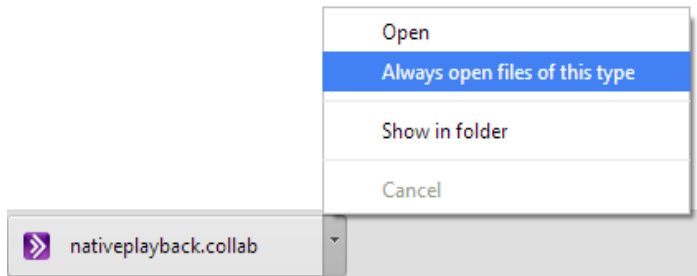 Open
Always open files of this type
Show in folder
Cancel
nativeplayback.collab